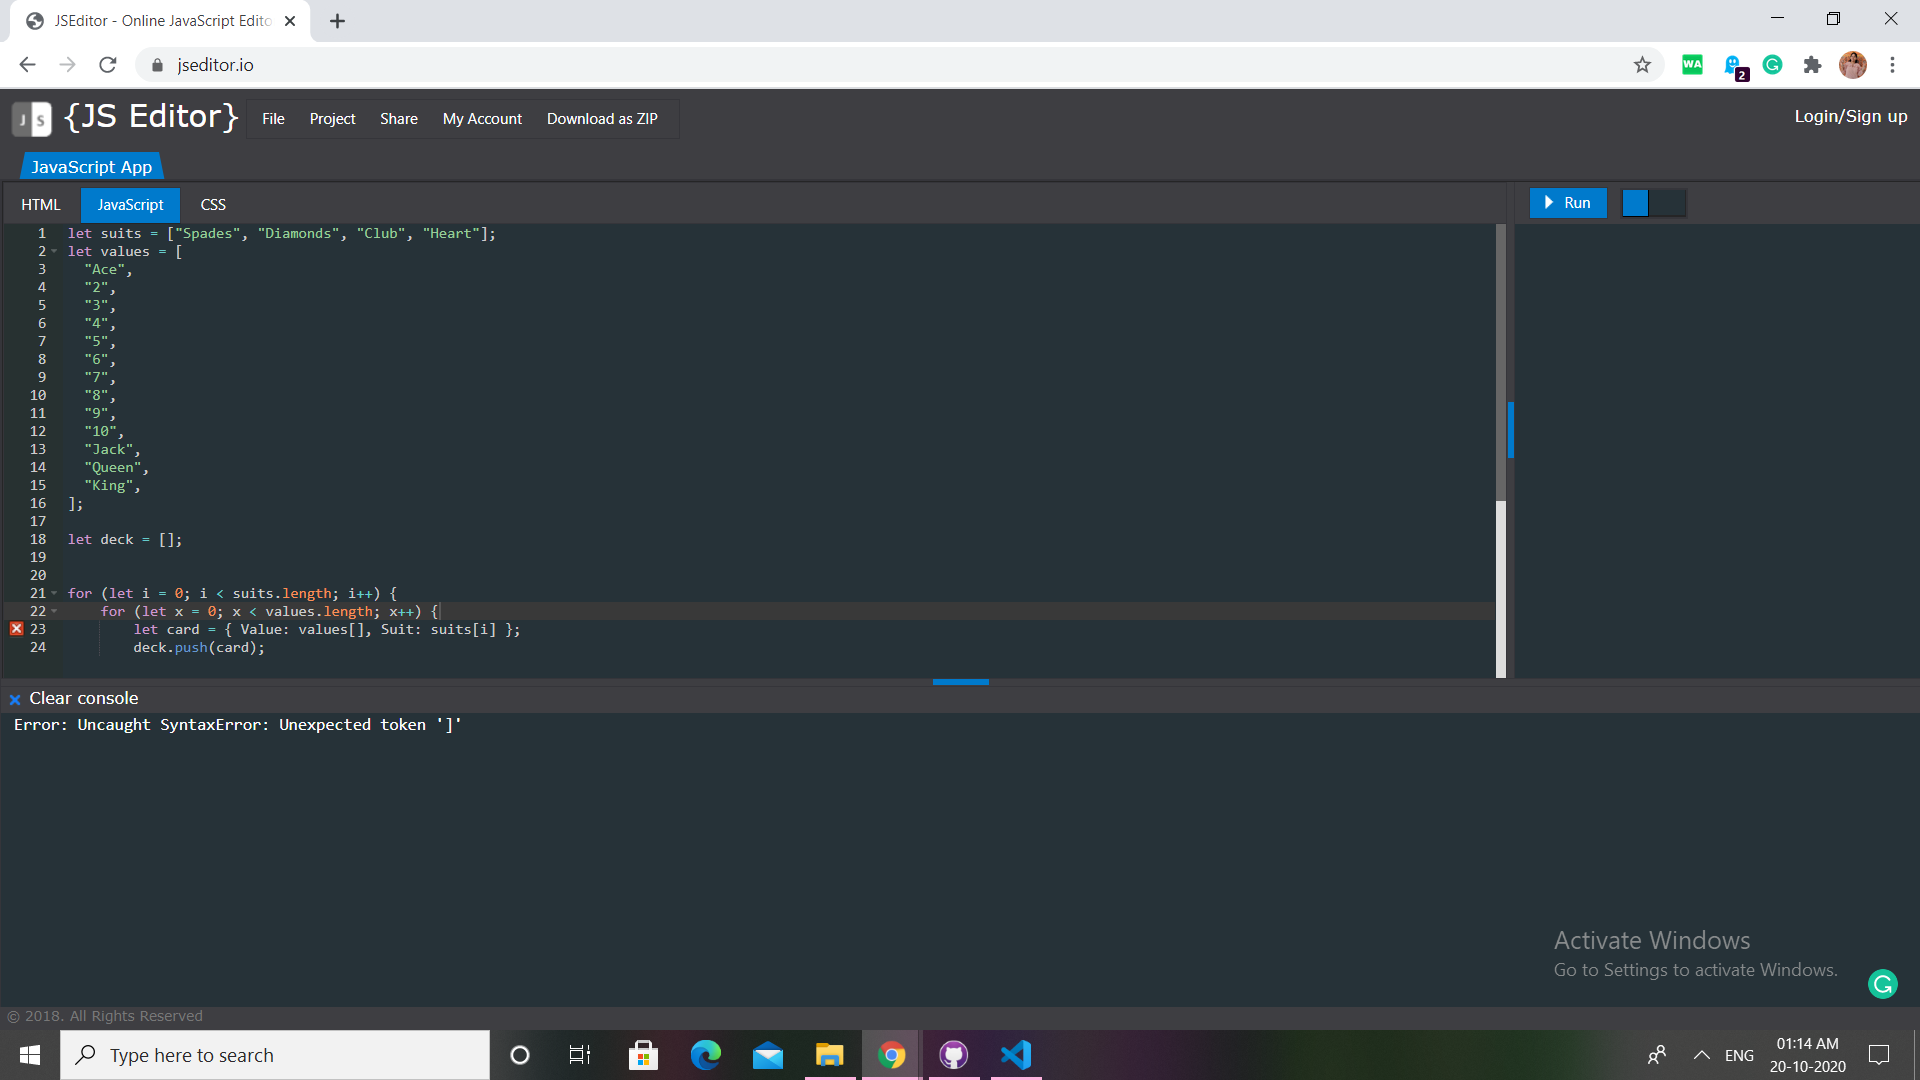 JSEditor - Online JavaScript Edito
jseditor.io
WA
2
JS {JS Editor} File Project Share My Account Download as ZIP Login/Sign up
JavaScript App
HTML JavaScript CSS Run
1 let suits = ["Spades", "Diamonds", "Club", "Heart"];
2 let values = [
3 "Ace",
4 "2",
5 "3",
6 "4",
7 "5",
8 "6",
9 "7",
10 "8",
11 "9",
12 "10",
13 "Jack",
14 "Queen",
15 "King",
16 ];
17
18 let deck = [];
19
20
21 for (let i = 0; i < suits.length; i++) {
22 for (let x = 0; x < values.length; x++) {
23 let card = { Value: values[], Suit: suits[i] };
24 deck.push(card);
Clear console
Error: Uncaught SyntaxError: Unexpected token ']'
Activate Windows
Go to Settings to activate Windows.
© 2018. All Rights Reserved
Type here to search
ENG
01:14 AM
20-10-2020